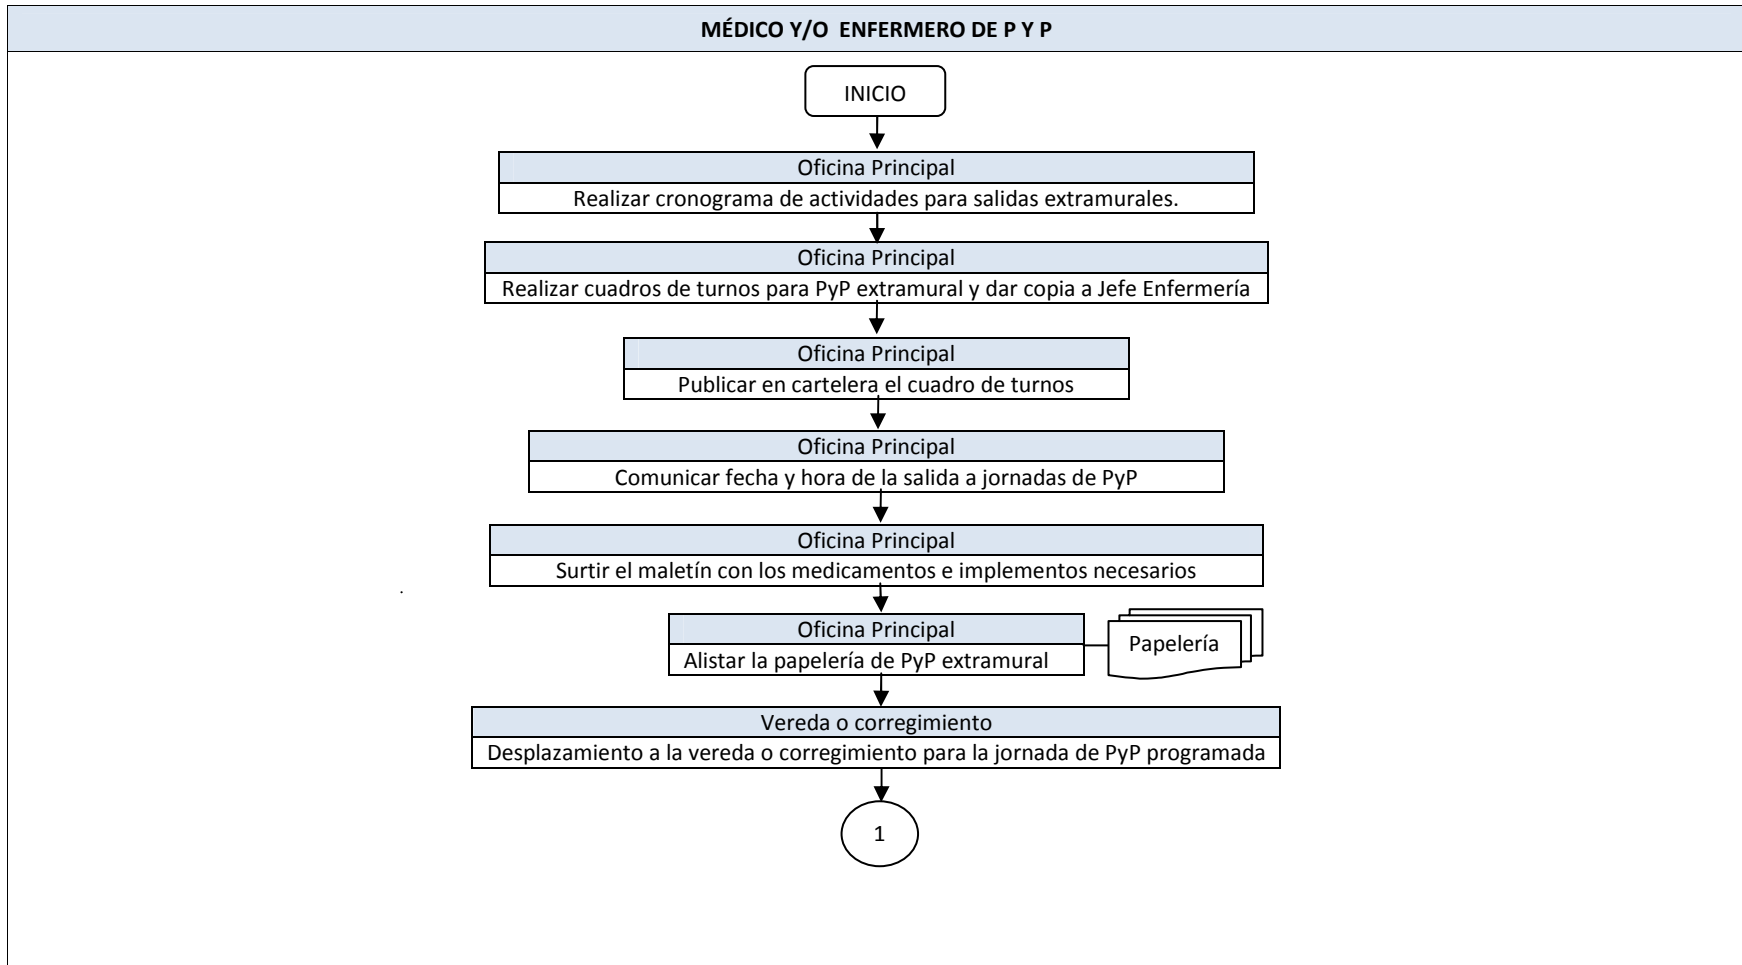 MÉDICO Y/O ENFERMERO DE P Y P
INICIO
Oficina Principal
Realizar cronograma de actividades para salidas extramurales.
Oficina Principal
Realizar cuadros de turnos para PyP extramural y dar copia a Jefe Enfermería
Oficina Principal
Publicar en cartelera el cuadro de turnos
Oficina Principal
Comunicar fecha y hora de la salida a jornadas de PyP
Oficina Principal
Surtir el maletín con los medicamentos e implementos necesarios
.
Oficina Principal
Alistar la papelería de PyP extramural
Papelería
Vereda o corregimiento
Desplazamiento a la vereda o corregimiento para la jornada de PyP programada
1